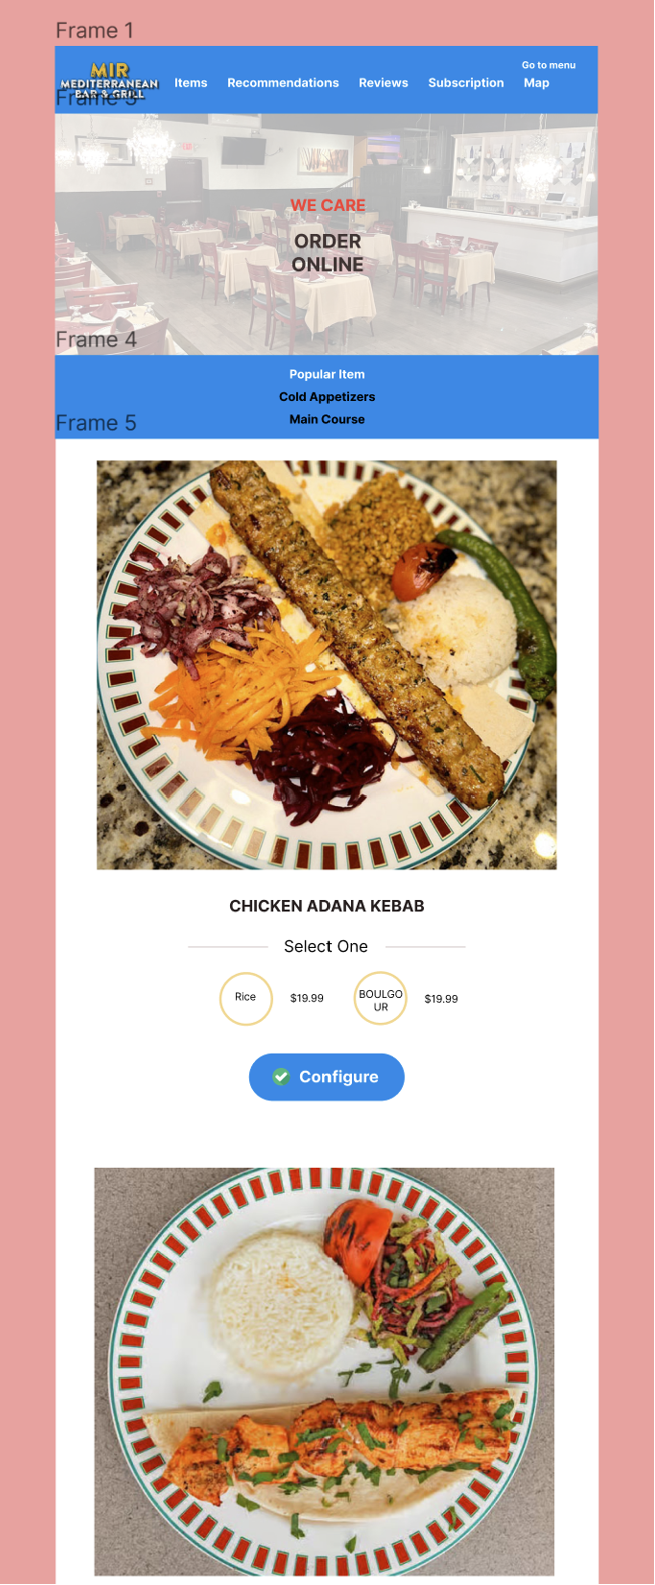 Frame 1
MIR
MEDITERRANEAN
BAR & GRILL
Go to menu
Items Recommendations Reviews Subscription Map
Frame 3
WE CARE
ORDER
ONLINE
Frame 4
Popular Item
Cold Appetizers
Main Course
Frame 5
CHICKEN ADANA KEBAB
Select One
Rice $19.99 BOULGO
UR $19.99
Configure